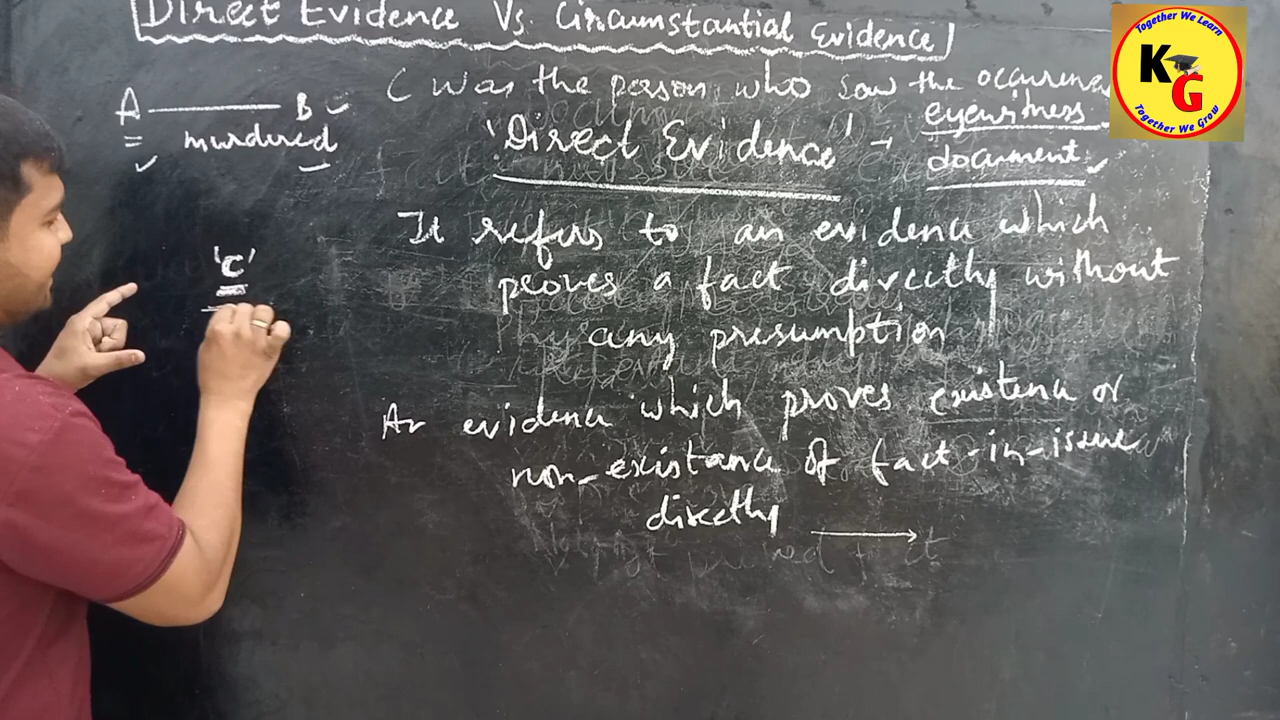 Direct Evidence Vs. Circumstantial Evidence
A ——— B
murdered
'C'
C was the person who saw the occurence
'Direct Evidence' → eyewitness
document
It refers to an evidence which
proves a fact directly without
any presumption
An evidence which proves existence or
non-existance of fact-in-issue
directly →
Together We Learn
KG
Together We Grow